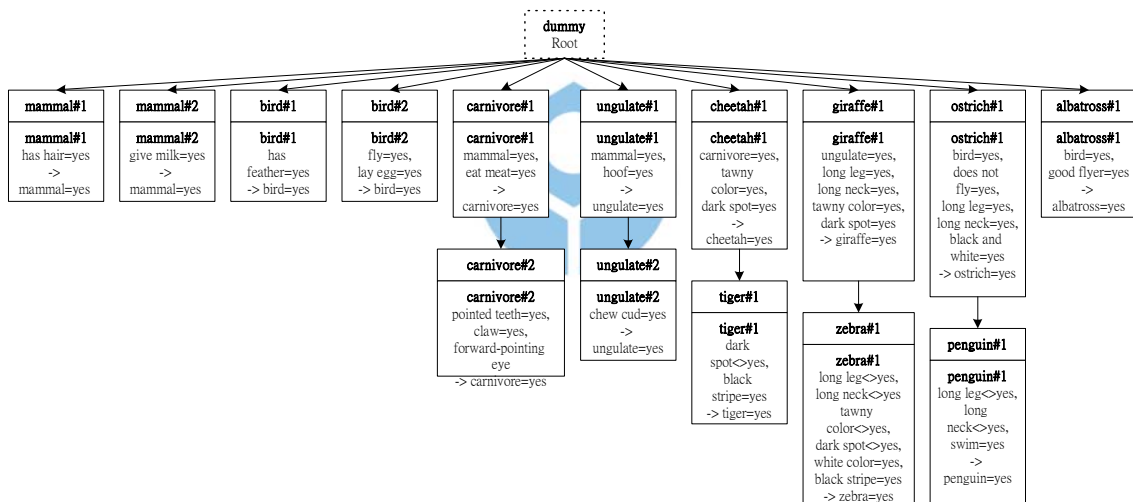 dummy
Root
mammal#1
mammal#1
has hair=yes
->
mammal=yes
mammal#2
mammal#2
give milk=yes
->
mammal=yes
bird#1
bird#1
has
feather=yes
-> bird=yes
bird#2
bird#2
fly=yes,
lay egg=yes
-> bird=yes
carnivore#1
carnivore#1
mammal=yes,
eat meat=yes
->
carnivore=yes
ungulate#1
ungulate#1
mammal=yes,
hoof=yes
->
ungulate=yes
cheetah#1
cheetah#1
carnivore=yes,
tawny
color=yes,
dark spot=yes
->
cheetah=yes
giraffe#1
giraffe#1
ungulate=yes,
long leg=yes,
long neck=yes,
tawny color=yes,
dark spot=yes
-> giraffe=yes
ostrich#1
ostrich#1
bird=yes,
does not
fly=yes,
long leg=yes,
long neck=yes,
black and
white=yes
-> ostrich=yes
albatross#1
albatross#1
bird=yes,
good flyer=yes
->
albatross=yes
carnivore#2
carnivore#2
pointed teeth=yes,
claw=yes,
forward-pointing
eye
-> carnivore=yes
ungulate#2
ungulate#2
chew cud=yes
->
ungulate=yes
tiger#1
tiger#1
dark
spot<>yes,
black
stripe=yes
-> tiger=yes
zebra#1
zebra#1
long leg<>yes,
long neck<>yes
tawny
color<>yes,
dark spot<>yes,
white color=yes,
black stripe=yes
-> zebra=yes
penguin#1
penguin#1
long leg<>yes,
long
neck<>yes,
swim=yes
->
penguin=yes